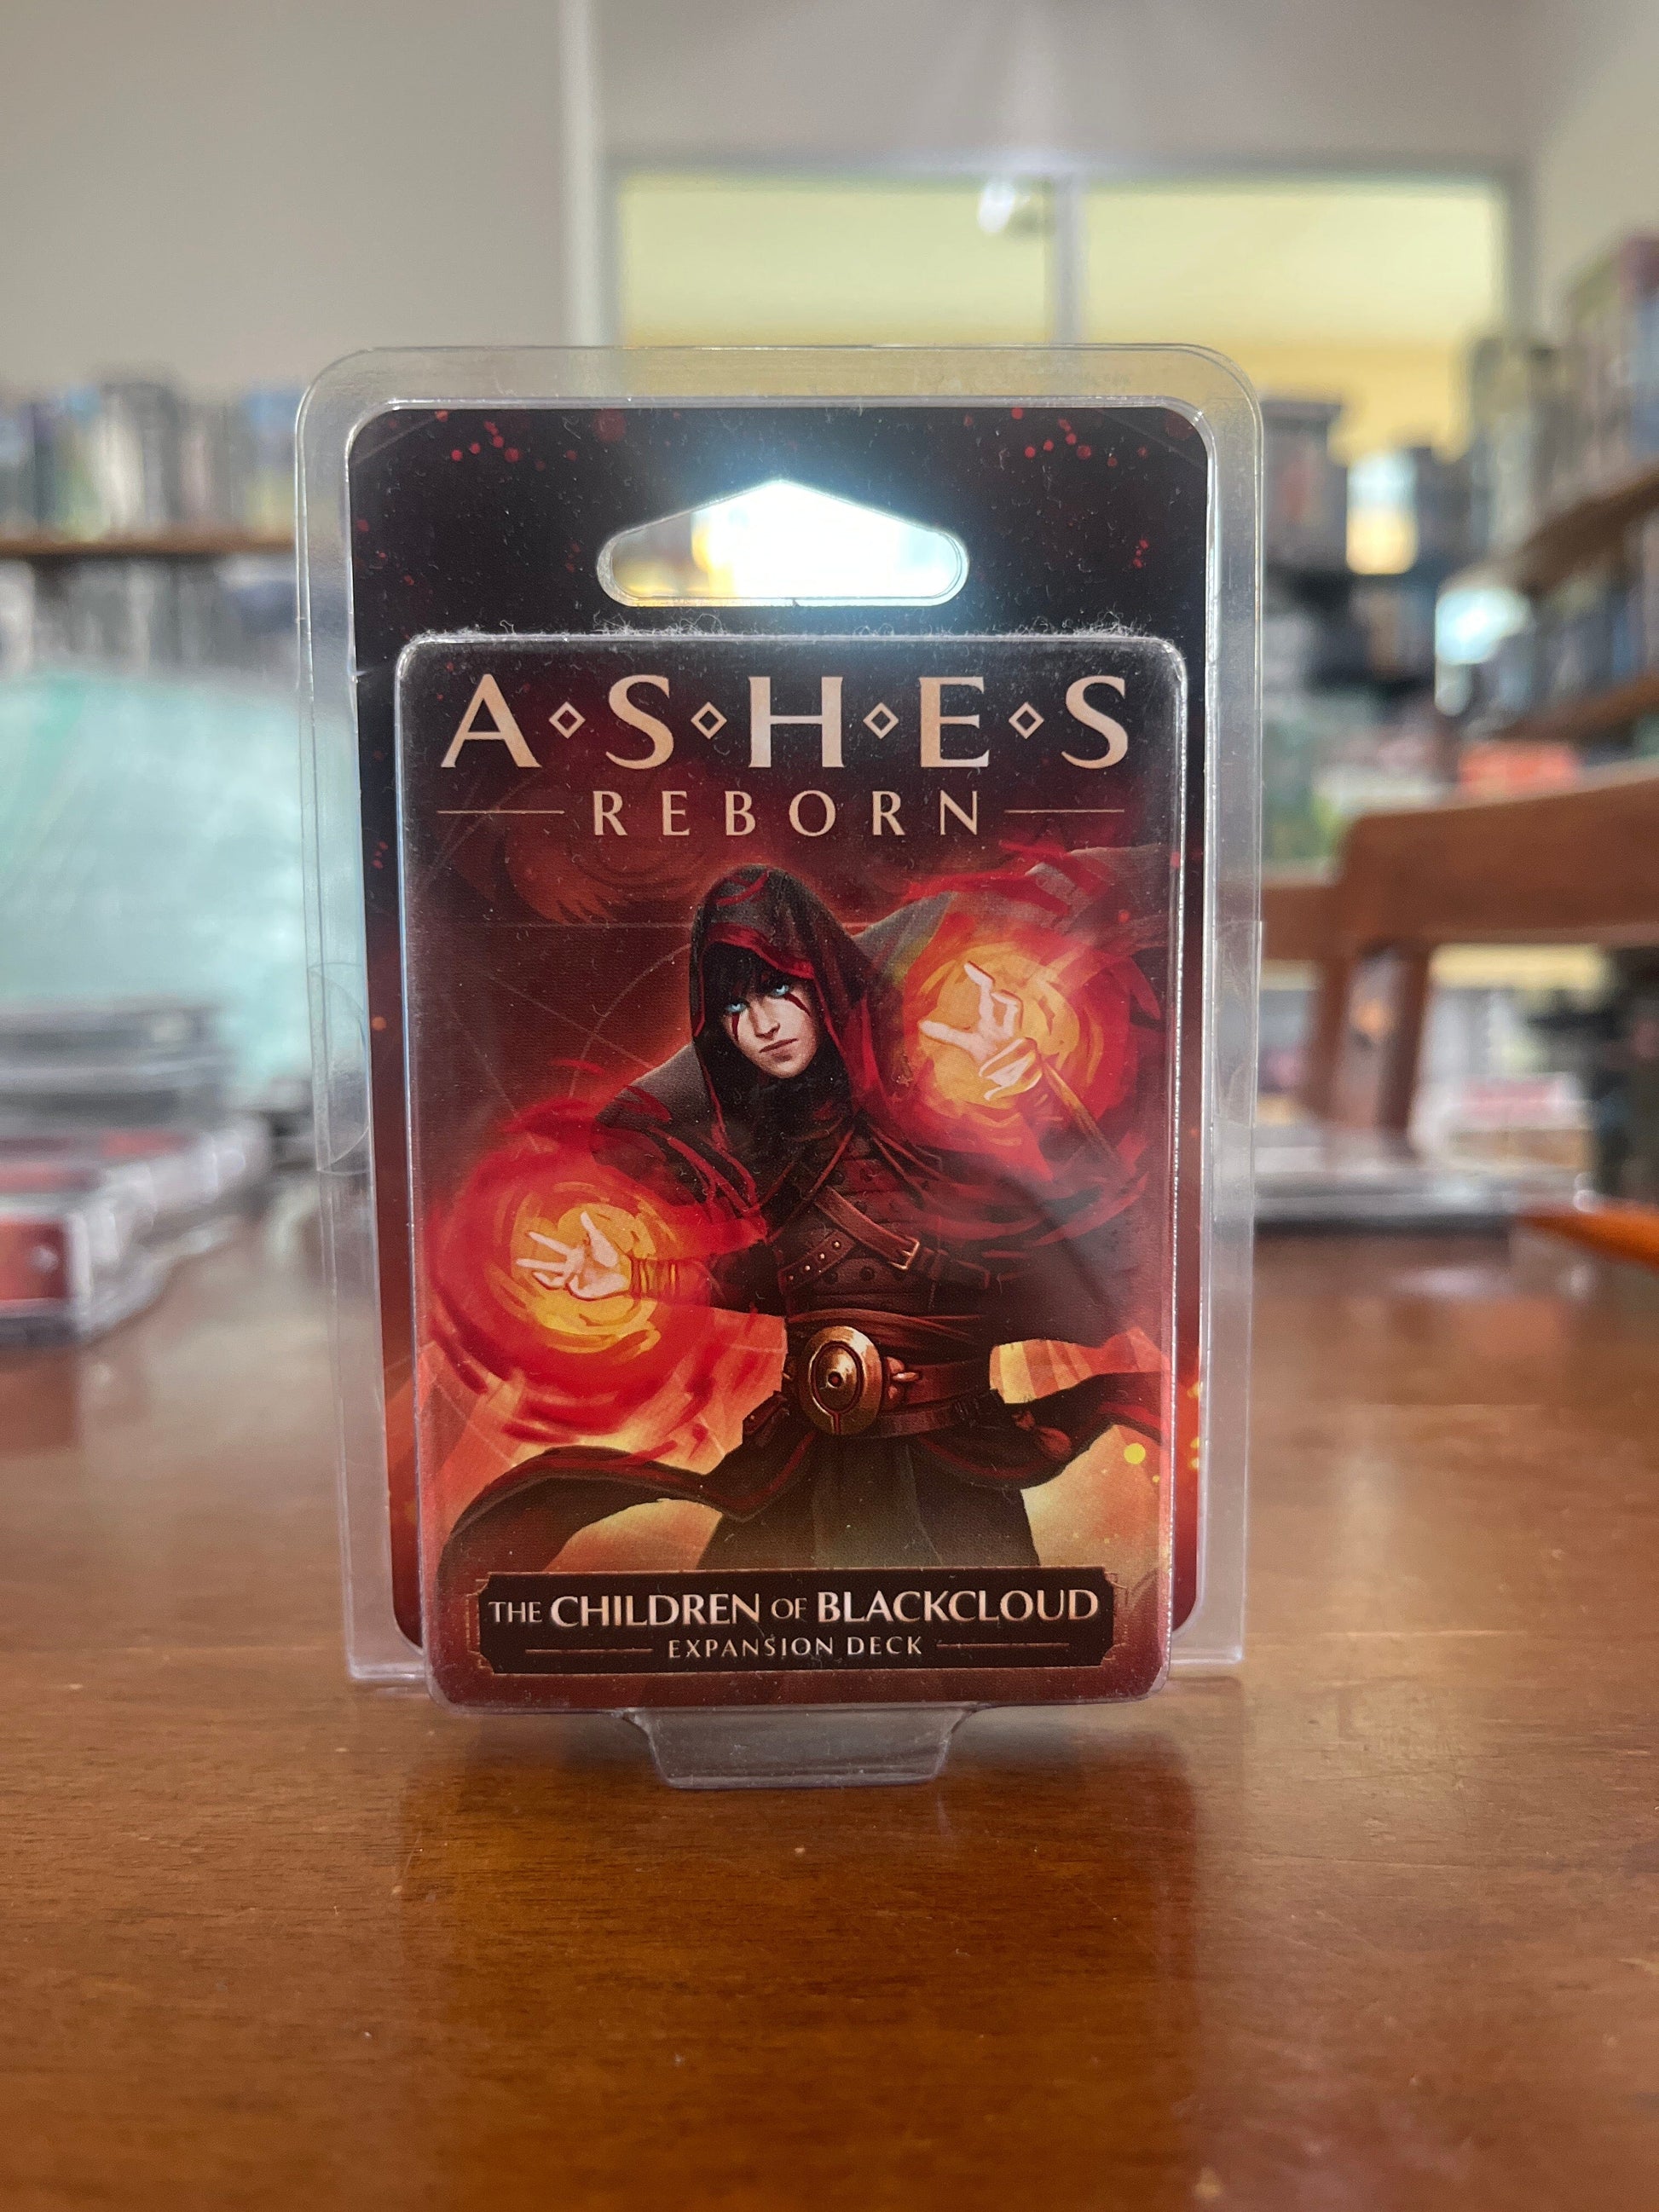 A⋄S⋄H⋄E⋄S
REBORN
THE CHILDREN OF BLACKCLOUD
EXPANSION DECK